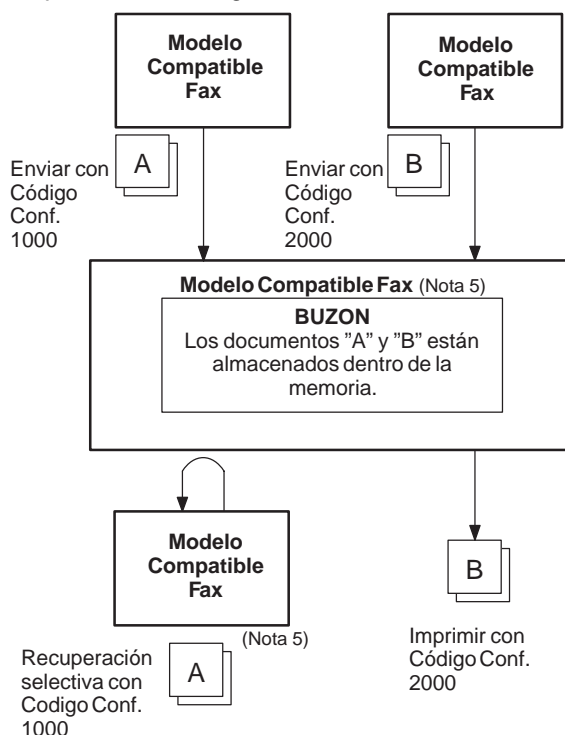 Modelo
Compatible
Fax
Modelo
Compatible
Fax
A
B
Enviar con
Código
Conf.
1000
Enviar con
Código
Conf.
2000
Modelo Compatible Fax (Nota 5)
BUZON
Los documentos ”A” y ”B” están
almacenados dentro de la
memoria.
Modelo
Compatible
Fax
(Nota 5)
B
Recuperación
selectiva con
Codigo Conf.
1000
A
Imprimir con
Código Conf.
2000